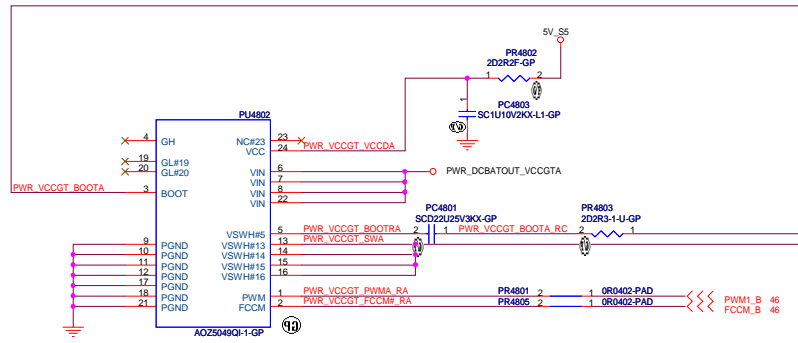 5V_S5
PR4802
2D2R2F-GP
1 2
PC4803
SC1U10V2KX-L1-GP
1
PU4802
4 GH NC#23 23
VCC 24 PWR_VCCGT_VCCDA
19 GL#19
20 GL#20
VIN 6
VIN 7
VIN 8
VIN 22
PWR_DCBATOUT_VCCGTA
PWR_VCCGT_BOOTA 3 BOOT
PC4801
SCD22U25V3KX-GP
PR4803
2D2R3-1-U-GP
VSWH#5 5 PWR_VCCGT_BOOTRA 2 1 PWR_VCCGT_BOOTA_RC 2 1
9 PGND VSWH#13 13 PWR_VCCGT_SWA
10 PGND VSWH#14 14
11 PGND VSWH#15 15
12 PGND VSWH#16 16
17 PGND
18 PGND PWM 1 PWR_VCCGT_PWMA_RA PR4801 2 1 0R0402-PAD PWM1_B 46
21 PGND FCCM 2 PWR_VCCGT_FCCM#_RA PR4805 2 1 0R0402-PAD FCCM_B 46
AOZ5049QI-1-GP